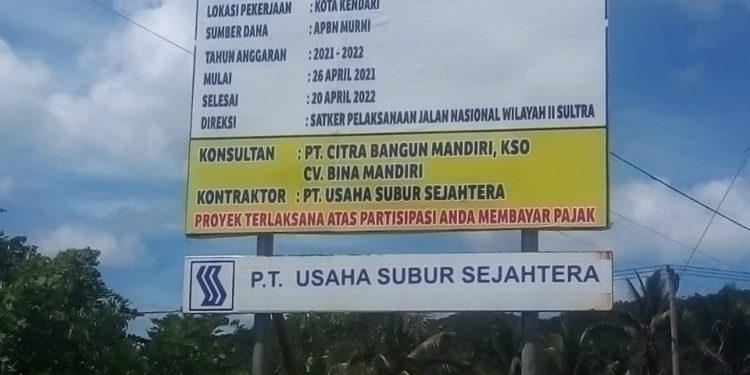 LOKASI PEKERJAAN : KOTA KENDARI
SUMBER DANA : APBN MURNI
TAHUN ANGGARAN : 2021 - 2022
MULAI : 26 APRIL 2021
SELESAI : 20 APRIL 2022
DIREKSI : SATKER PELAKSANAAN JALAN NASIONAL WILAYAH II SULTRA
KONSULTAN : PT. CITRA BANGUN MANDIRI, KSO
CV. BINA MANDIRI
KONTRAKTOR : PT. USAHA SUBUR SEJAHTERA
PROYEK TERLAKSANA ATAS PARTISIPASI ANDA MEMBAYAR PAJAK
P.T. USAHA SUBUR SEJAHTERA